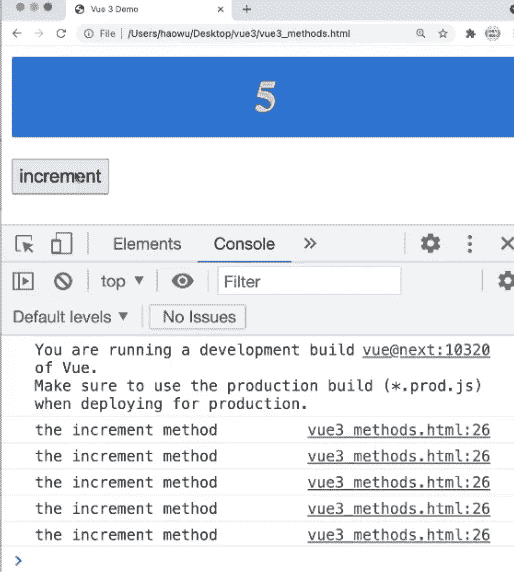 Vue 3 Demo
File | /Users/haowu/Desktop/vue3/vue3_methods.html
5
increment
Elements Console »
top ▼ Filter
Default levels ▼ No Issues
You are running a development build vue@next:10320
of Vue.
Make sure to use the production build (*.prod.js)
when deploying for production.
the increment method vue3_methods.html:26
the increment method vue3_methods.html:26
the increment method vue3_methods.html:26
the increment method vue3_methods.html:26
the increment method vue3_methods.html:26
>